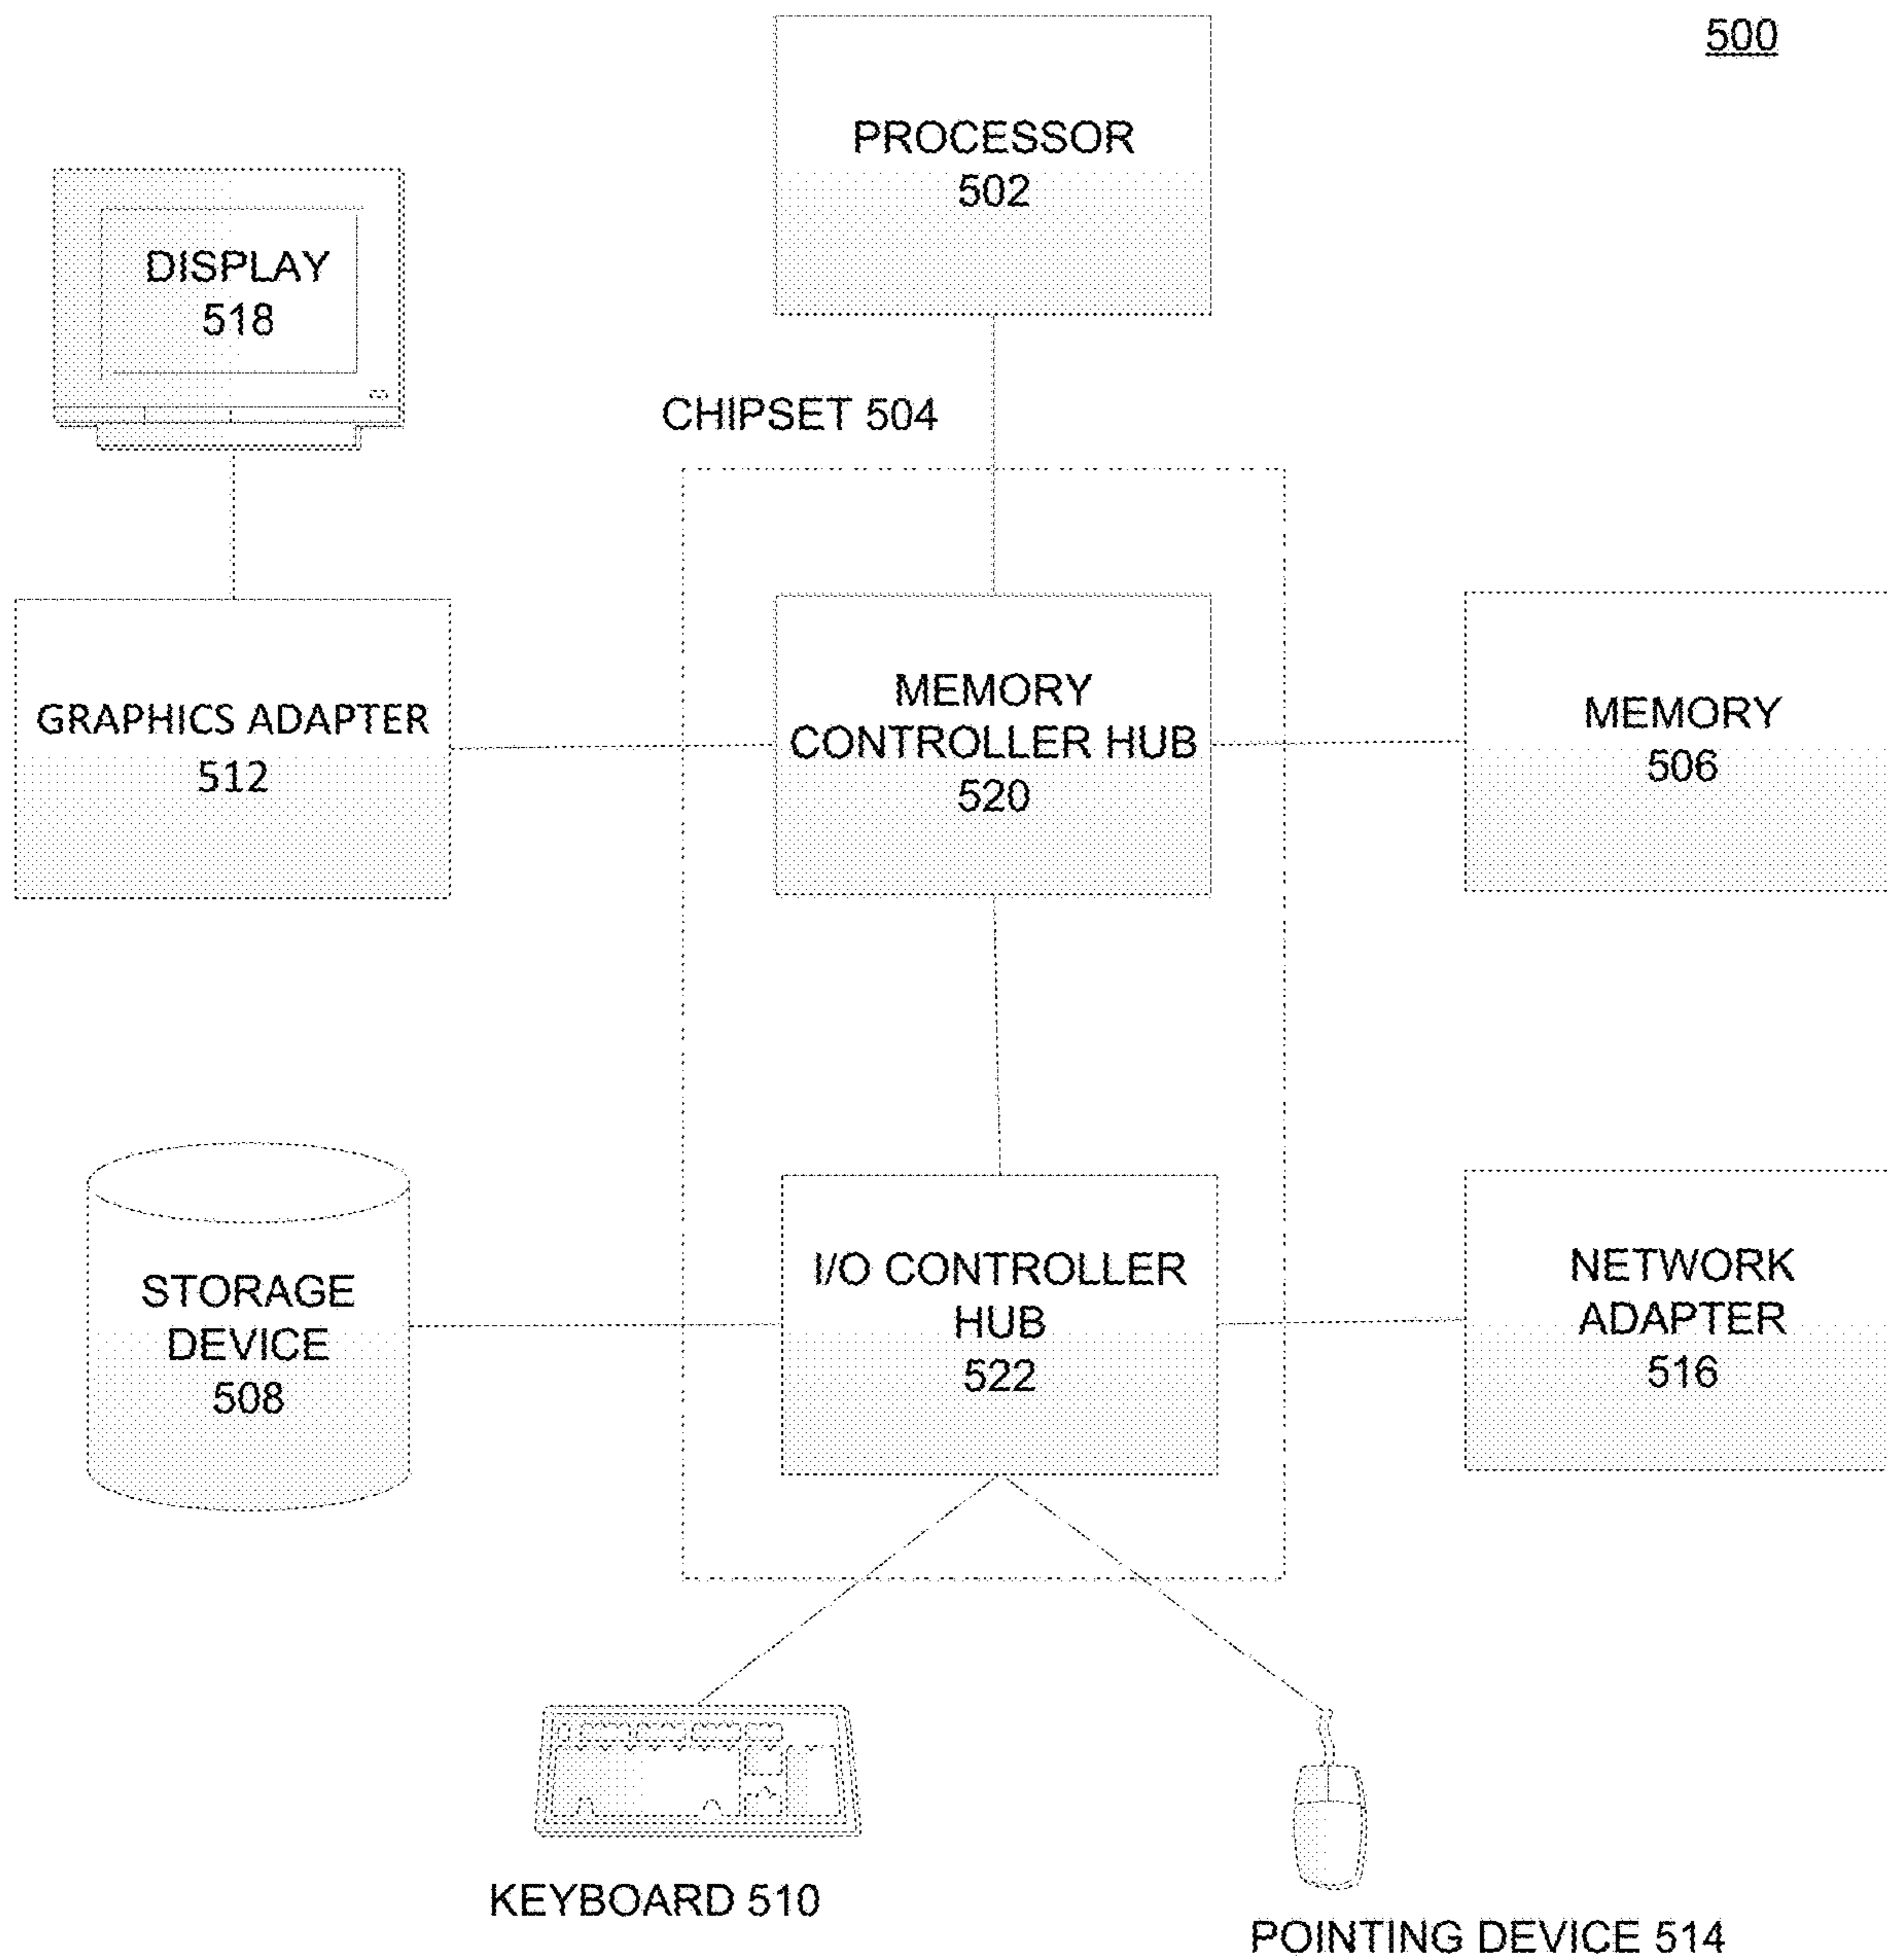 500
PROCESSOR
502
DISPLAY
518
CHIPSET 504
GRAPHICS ADAPTER
512
MEMORY
CONTROLLER HUB
520
MEMORY
506
STORAGE
DEVICE
508
I/O CONTROLLER
HUB
522
NETWORK
ADAPTER
516
KEYBOARD 510
POINTING DEVICE 514